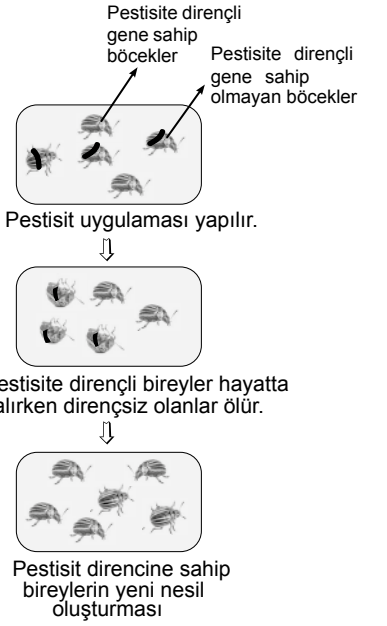 Pestisite dirençli
gene sahip
böcekler
Pestisite dirençli
gene sahip
olmayan böcekler
Pestisit uygulaması yapılır.
estisite dirençli bireyler hayatta
alırken dirençsiz olanlar ölür.
Pestisit direncine sahip
bireylerin yeni nesil
oluşturması